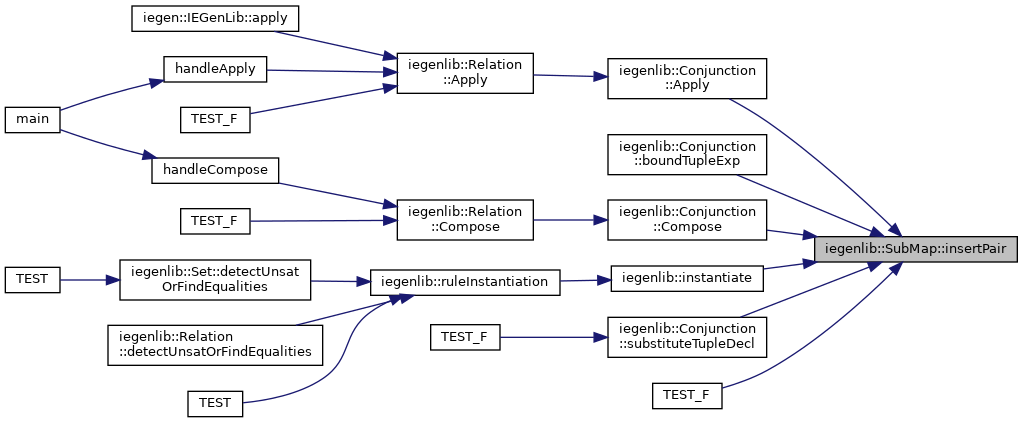 iegen::IEGenLib::apply
handleApply
TEST_F
main
handleCompose
TEST_F
iegenlib::Relation
::Apply
iegenlib::Conjunction
::Apply
iegenlib::Conjunction
::boundTupleExp
iegenlib::Relation
::Compose
iegenlib::Conjunction
::Compose
iegenlib::SubMap::insertPair
TEST
iegenlib::Set::detectUnsat
OrFindEqualities
iegenlib::ruleInstantiation
iegenlib::instantiate
iegenlib::Relation
::detectUnsatOrFindEqualities
TEST_F
iegenlib::Conjunction
::substituteTupleDecl
TEST
TEST_F